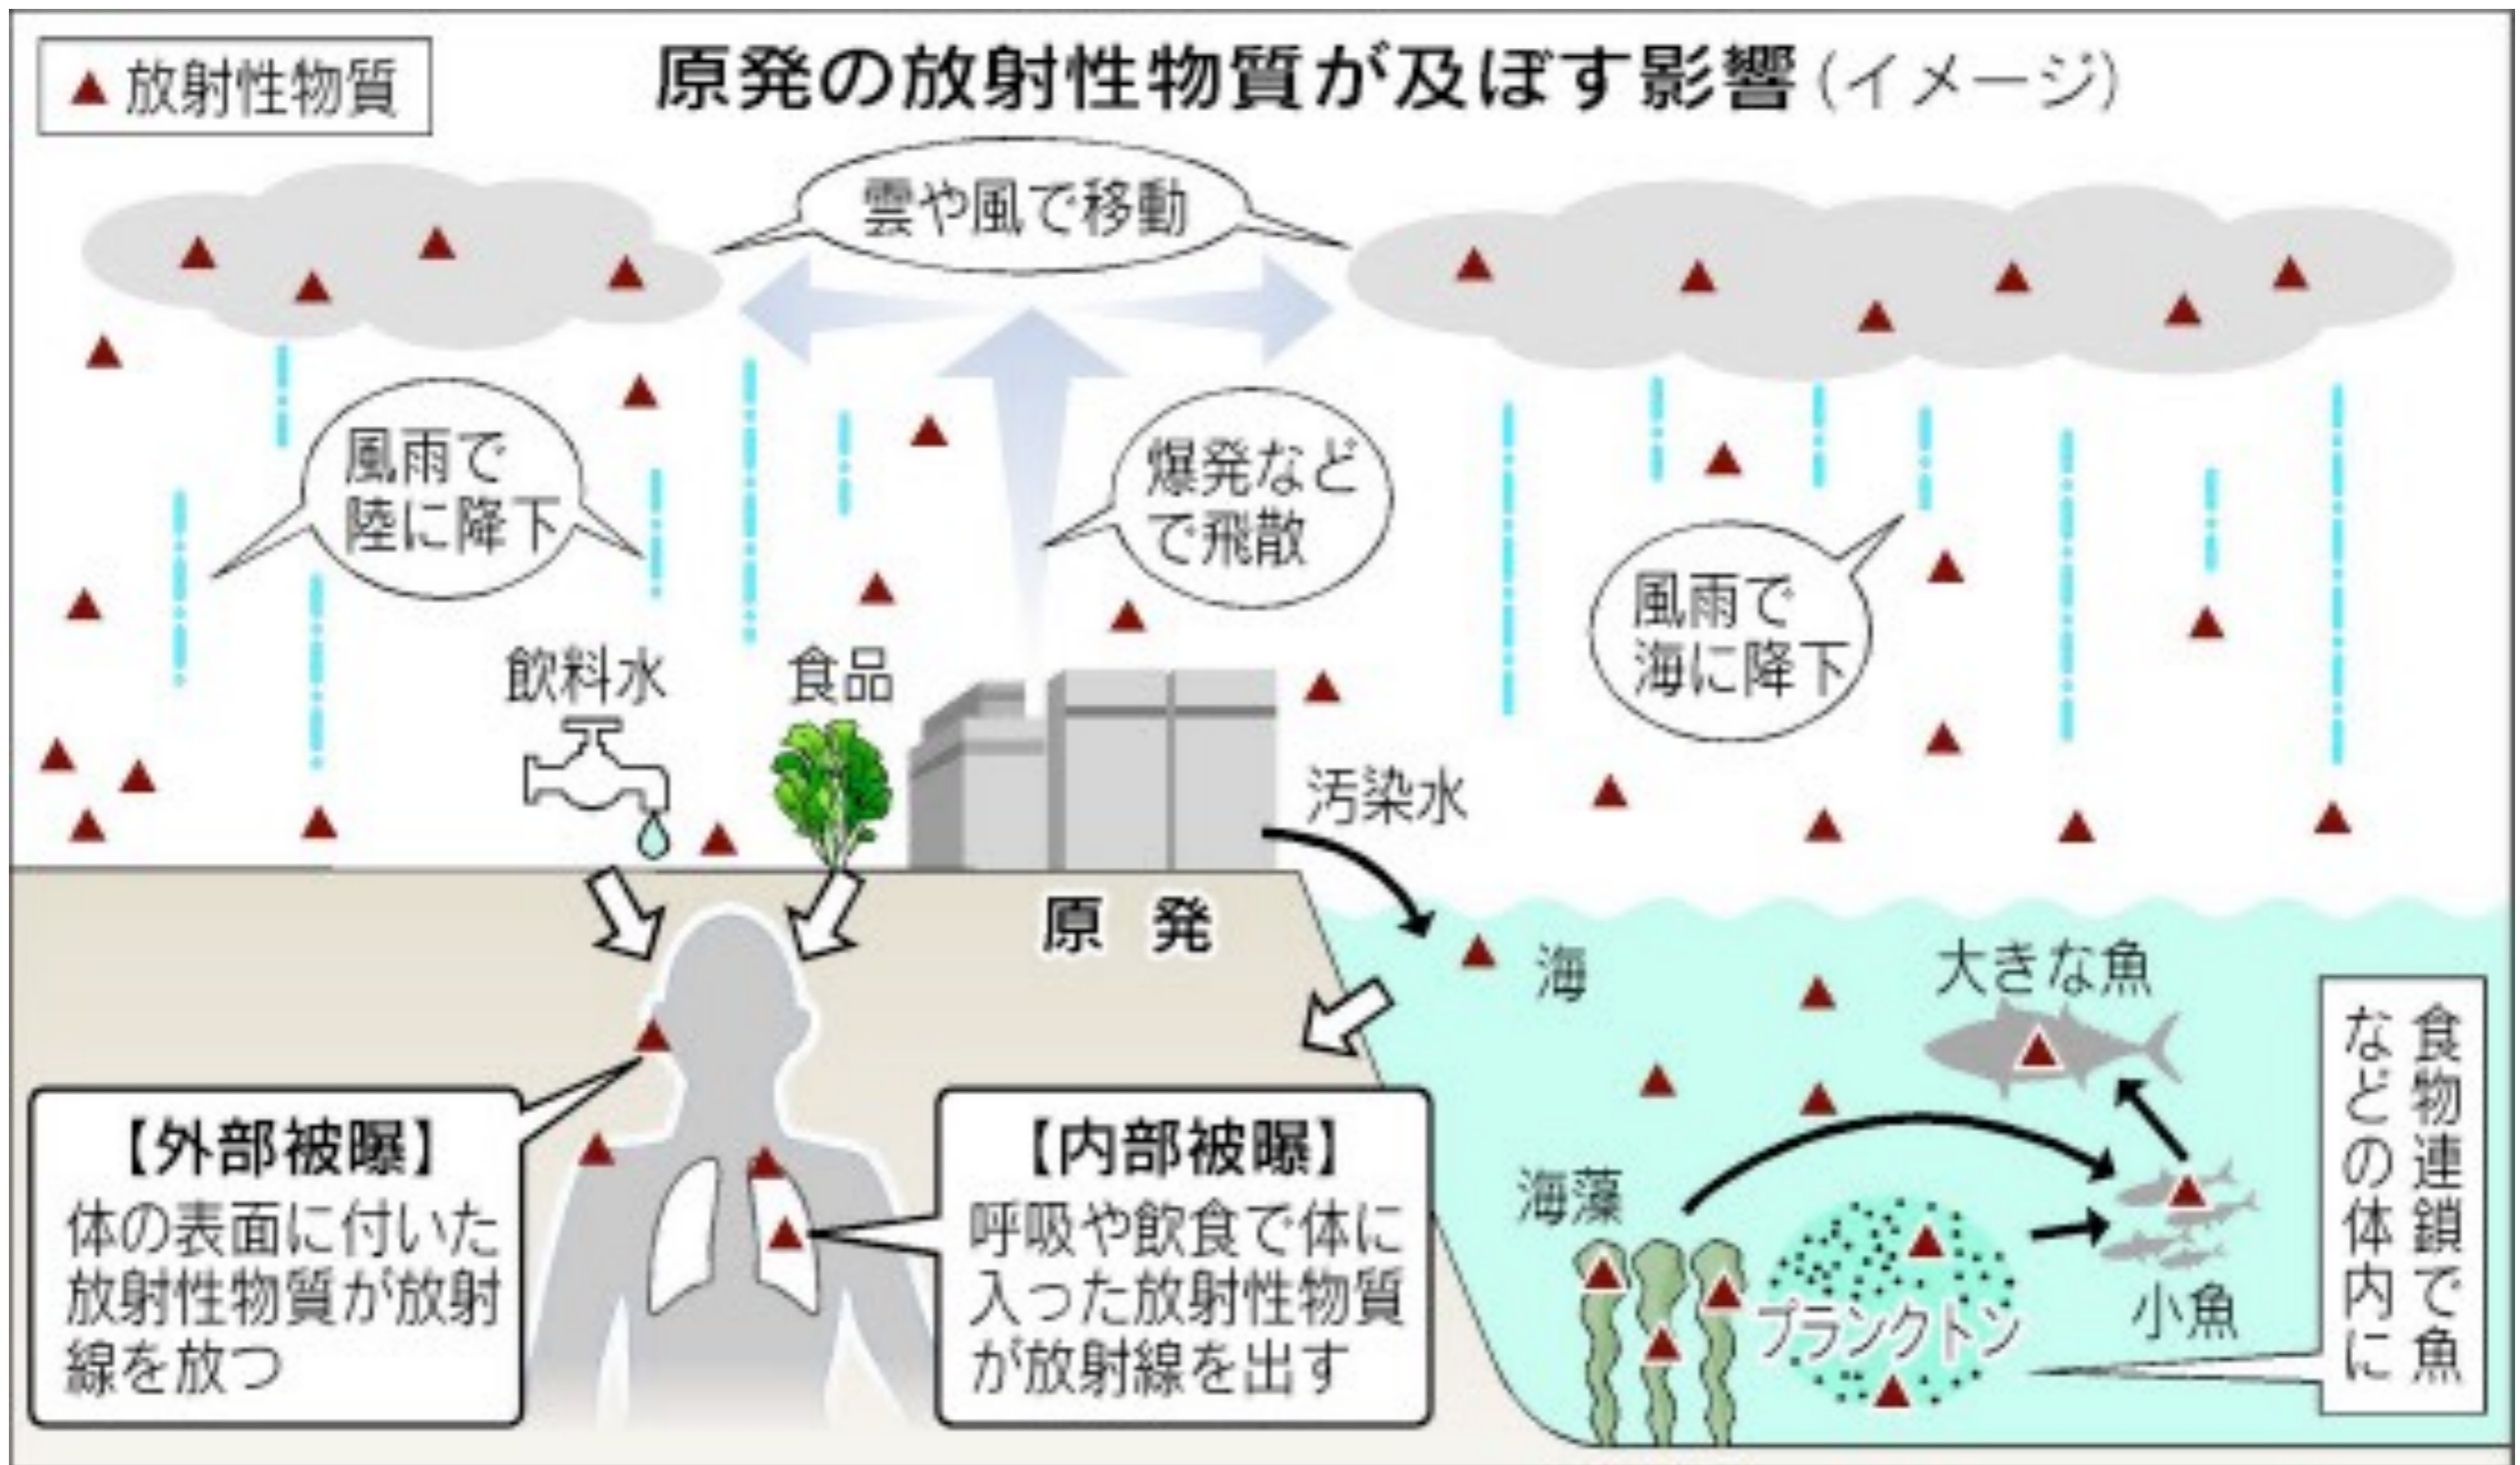 放射性物質
原発の放射性物質が及ぼす影響(イメージ)
雲や風で移動
風雨で
陸に降下
爆発など
で飛散
風雨で
海に降下
飲料水
食品
汚染水
原発
海
大きな魚
食物連鎖で魚
などの体内に
【外部被曝】
体の表面に付いた
放射性物質が放射
線を放つ
【内部被曝】
呼吸や飲食で体に
入った放射性物質
が放射線を出す
海藻
プランクトン
小魚